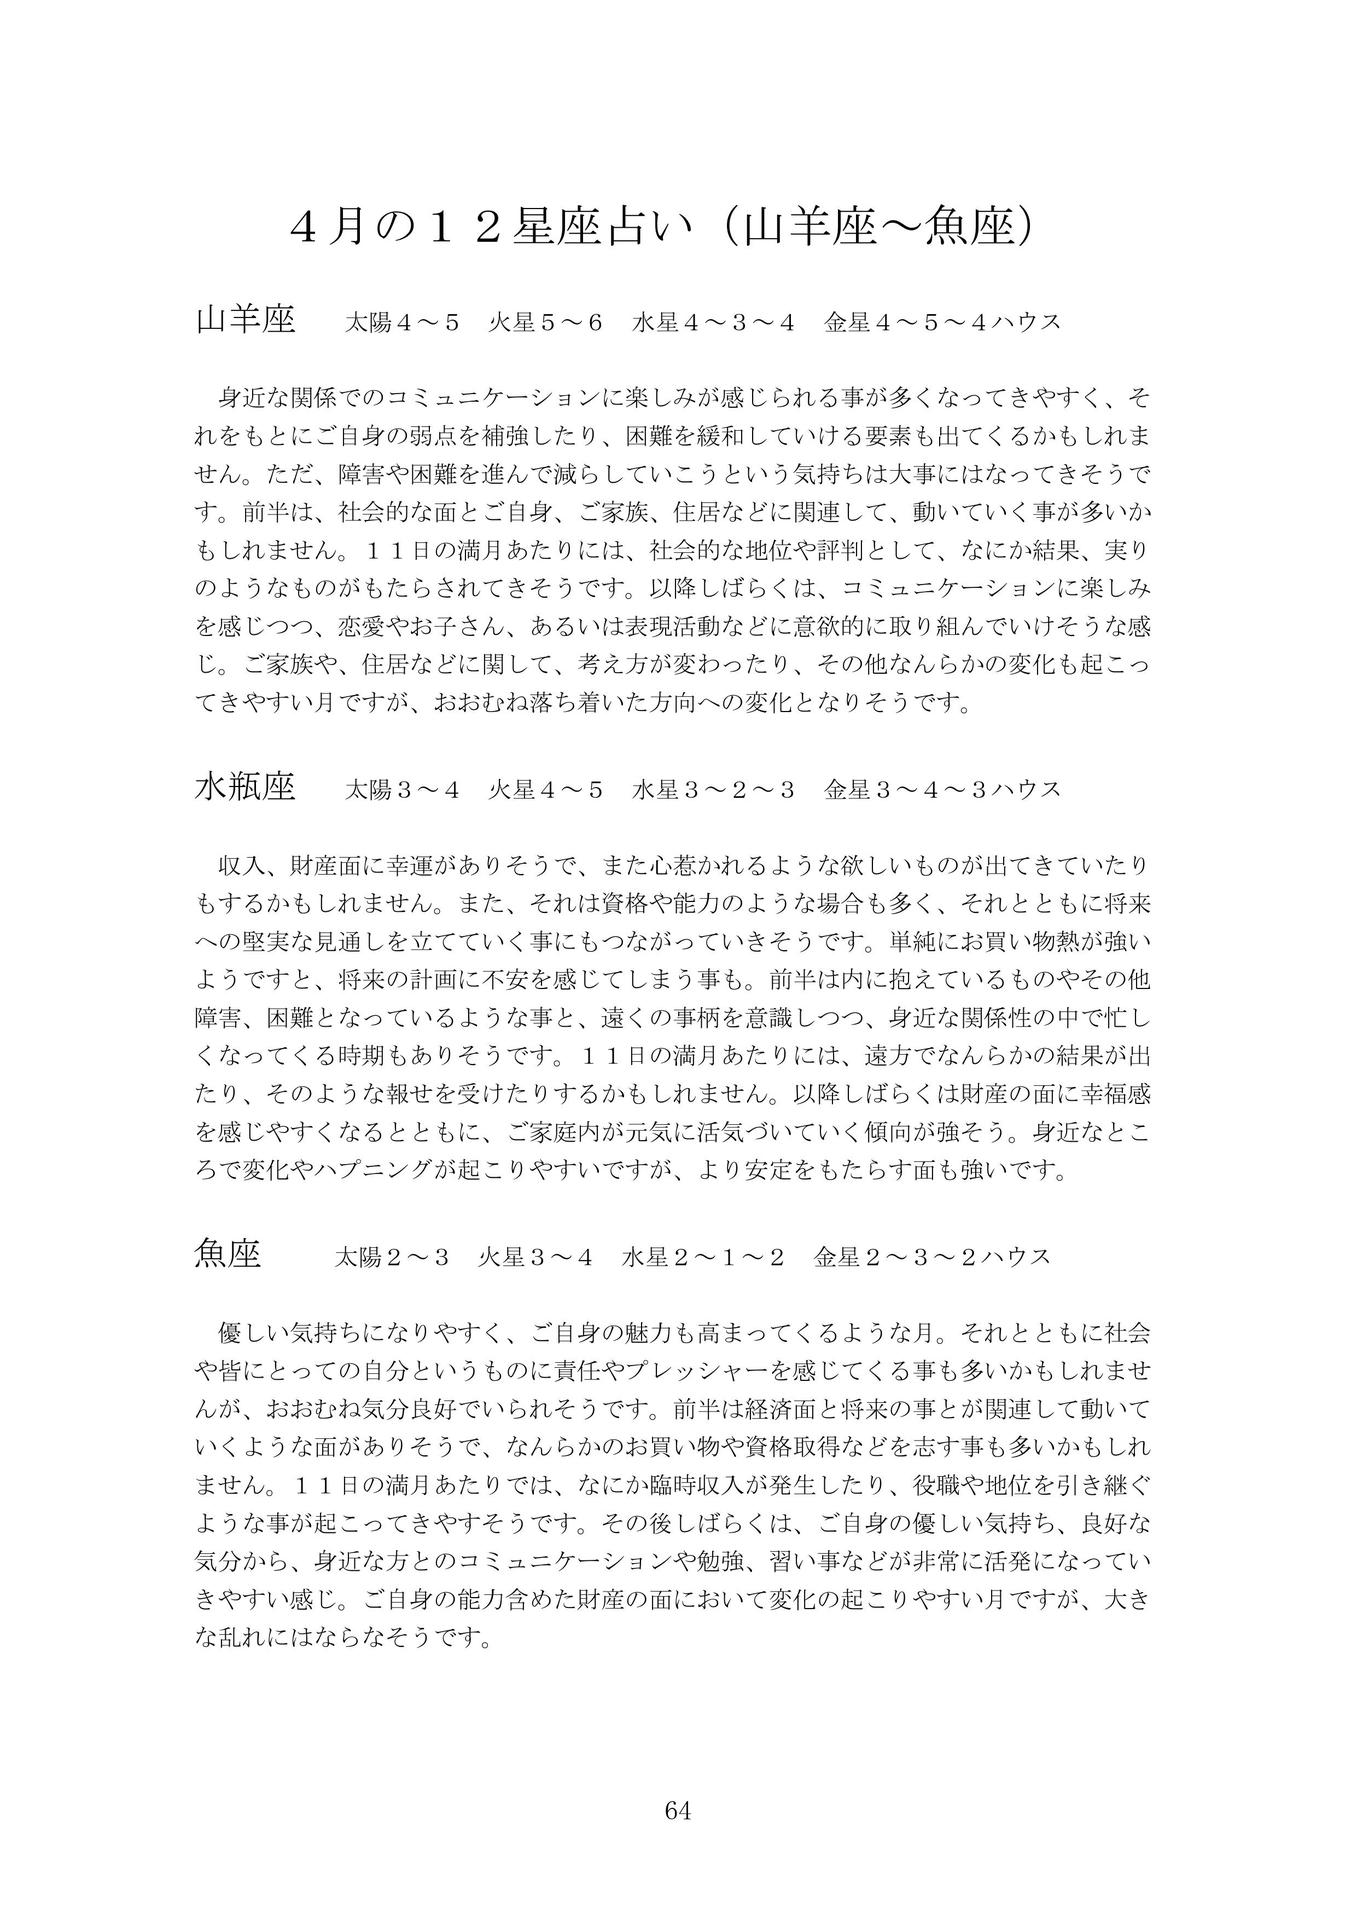 ４月の１２星座占い（山羊座～魚座）
山羊座　　太陽４～５　火星５～６　水星４～３～４　金星４～５～４ハウス
　身近な関係でのコミュニケーションに楽しみが感じられる事が多くなってきやすく、そ
れをもとにご自身の弱点を補強したり、困難を緩和していける要素も出てくるかもしれま
せん。ただ、障害や困難を進んで減らしていこうという気持ちは大事にはなってきそうで
す。前半は、社会的な面とご自身、ご家族、住居などに関連して、動いていく事が多いか
もしれません。１１日の満月あたりには、社会的な地位や評判として、なにか結果、実り
のようなものがもたらされてきそうです。以降しばらくは、コミュニケーションに楽しみ
を感じつつ、恋愛やお子さん、あるいは表現活動などに意欲的に取り組んでいけそうな感
じ。ご家族や、住居などに関して、考え方が変わったり、その他なんらかの変化も起こっ
てきやすい月ですが、おおむね落ち着いた方向への変化となりそうです。
水瓶座　　太陽３～４　火星４～５　水星３～２～３　金星３～４～３ハウス
　収入、財産面に幸運がありそうで、また心惹かれるような欲しいものが出てきていたり
もするかもしれません。また、それは資格や能力のような場合も多く、それとともに将来
への堅実な見通しを立てていく事にもつながっていきそうです。単純にお買い物熱が強い
ようですと、将来の計画に不安を感じてしまう事も。前半は内に抱えているものやその他
障害、困難となっているような事と、遠くの事柄を意識しつつ、身近な関係性の中で忙し
くなってくる時期もありそうです。１１日の満月あたりには、遠方でなんらかの結果が出
たり、そのような報せを受けたりするかもしれません。以降しばらくは財産の面に幸福感
を感じやすくなるとともに、ご家庭内が元気に活気づいていく傾向が強そう。身近なとこ
ろで変化やハプニングが起こりやすいですが、より安定をもたらす面も強いです。
魚座　　　太陽２～３　火星３～４　水星２～１～２　金星２～３～２ハウス
　優しい気持ちになりやすく、ご自身の魅力も高まってくるような月。それとともに社会
や皆にとっての自分というものに責任やプレッシャーを感じてくる事も多いかもしれませ
んが、おおむね気分良好でいられそうです。前半は経済面と将来の事とが関連して動いて
いくような面がありそうで、なんらかのお買い物や資格取得などを志す事も多いかもしれ
ません。１１日の満月あたりでは、なにか臨時収入が発生したり、役職や地位を引き継ぐ
ような事が起こってきやすそうです。その後しばらくは、ご自身の優しい気持ち、良好な
気分から、身近な方とのコミュニケーションや勉強、習い事などが非常に活発になってい
きやすい感じ。ご自身の能力含めた財産の面において変化の起こりやすい月ですが、大き
な乱れにはならなそうです。
64